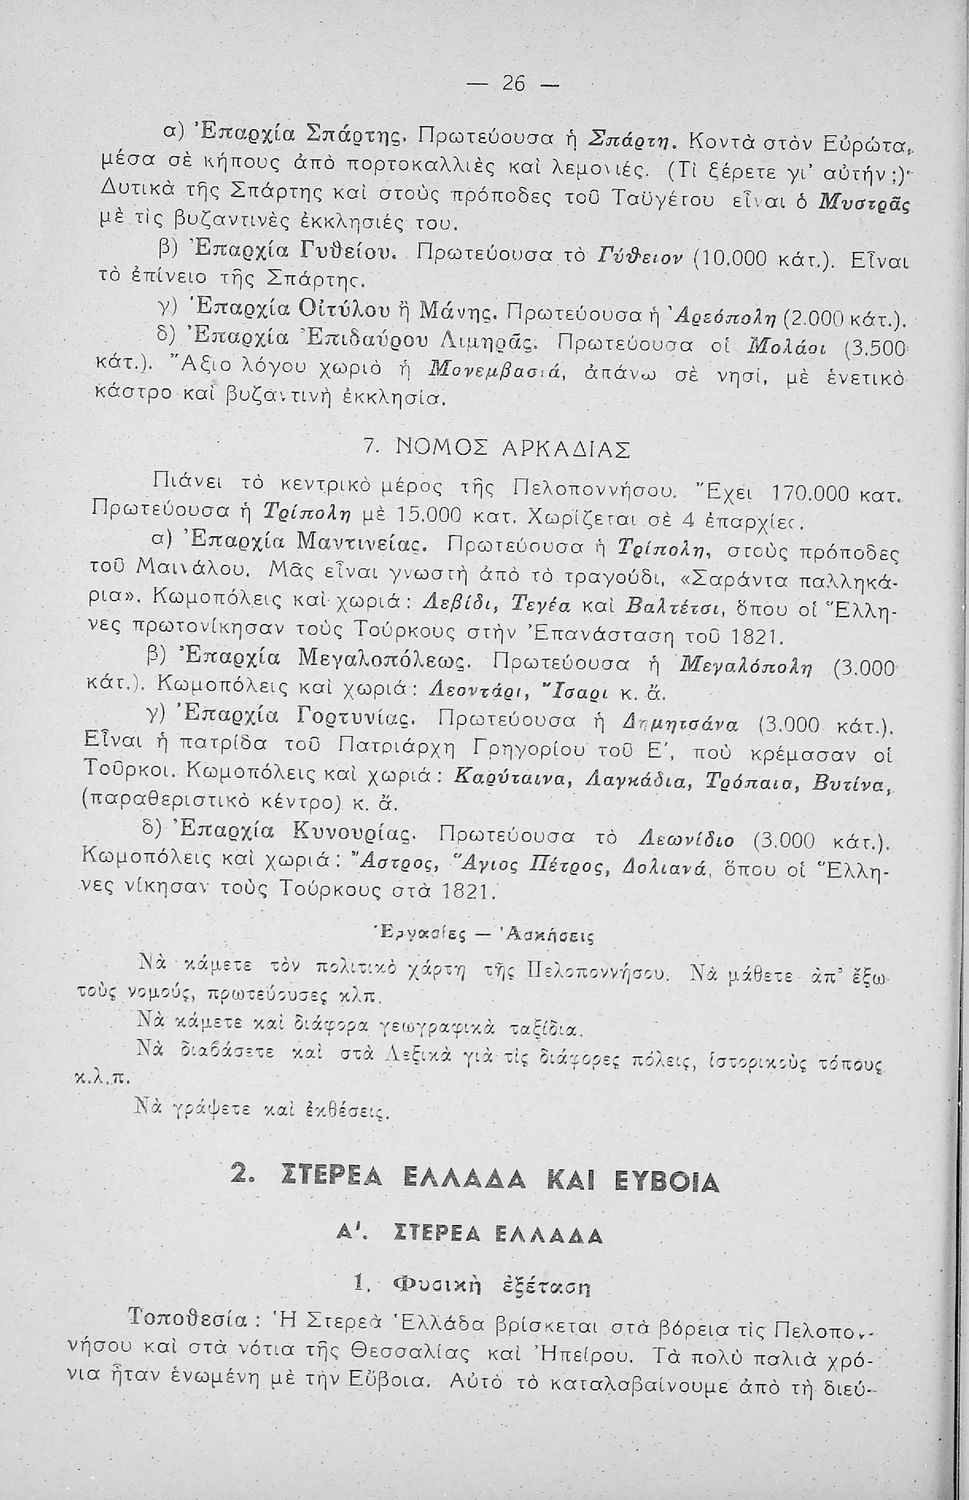 — 26 —
α) Ἐπαρχία Σπάρτης. Πρωτεύουσα ἡ Σπάρτη. Κοντὰ στὸν Εὐρώτα,
μέσα σὲ κήπους ἀπὸ πορτοκαλλιὲς καὶ λεμονιές. (Τὶ ξέρετε γι' αὐτήν ;)
Δυτικὰ τῆς Σπάρτης καὶ στοὺς πρόποδες τοῦ Ταϋγέτου εἶναι ὁ Μυστρᾶς
μὲ τὶς βυζαντινὲς ἐκκλησιές του.
β) Ἐπαρχία Γυθείου. Πρωτεύουσα τὸ Γύθειον (10.000 κάτ.). Εἶναι
τὸ ἐπίνειο τῆς Σπάρτης.
γ) Ἐπαρχία Οἰτύλου ἢ Μάνης. Πρωτεύουσα ἡ Ἀρεόπολη (2.000 κάτ.).
δ) Ἐπαρχία Ἐπιδαύρου Λιμηρᾶς. Πρωτεύουσα οἱ Μολάοι (3.500
κάτ.). Ἄξιο λόγου χωριὸ ἡ Μονεμβασιά, ἀπάνω σὲ νησί, μὲ ἑνετικὸ
κάστρο καὶ βυζαντινὴ ἐκκλησία.
7. ΝΟΜΟΣ ΑΡΚΑΔΙΑΣ
Πιάνει τὸ κεντρικὸ μέρος τῆς Πελοποννήσου. Ἔχει 170.000 κατ.
Πρωτεύουσα ἡ Τρίπολη μὲ 15.000 κατ. Χωρίζεται σὲ 4 ἐπαρχίες.
α) Ἐπαρχία Μαντινείας. Πρωτεύουσα ἡ Τρίπολη, στοὺς πρόποδες
τοῦ Μαινάλου. Μᾶς εἶναι γνωστὴ ἀπὸ τὸ τραγούδι, «Σαράντα παλληκά-
ρια». Κωμοπόλεις καὶ χωριά : Λεβίδι, Τεγέα καὶ Βαλτέτσι, ὅπου οἱ Ἕλλη-
νες πρωτονίκησαν τοὺς Τούρκους στὴν Ἐπανάσταση τοῦ 1821.
β) Ἐπαρχία Μεγαλοπόλεως. Πρωτεύουσα ἡ Μεγαλόπολη (3.000
κάτ.). Κωμοπόλεις καὶ χωριά : Λεοντάρι, Ἴσαρι κ. ἄ.
γ) Ἐπαρχία Γορτυνίας. Πρωτεύουσα ἡ Δημητσάνα (3.000 κάτ.).
Εἶναι ἡ πατρίδα τοῦ Πατριάρχη Γρηγορίου τοῦ Ε', ποὺ κρέμασαν οἱ
Τοῦρκοι. Κωμοπόλεις καὶ χωριά : Καρύταινα, Λαγκάδια, Τρόπαια, Βυτίνα,
(παραθεριστικὸ κέντρο) κ. ἄ.
δ) Ἐπαρχία Κυνουρίας. Πρωτεύουσα τὸ Λεωνίδιο (3.000 κάτ.).
Κωμοπόλεις καὶ χωριά : Ἄστρος, Ἅγιος Πέτρος, Δολιανά, ὅπου οἱ Ἕλλη-
νες νίκησαν τοὺς Τούρκους στὰ 1821.
Ἐργασίες — Ἀσκήσεις
Νὰ κάμετε τὸν πολιτικὸ χάρτη τῆς Πελοποννήσου. Νὰ μάθετε ἀπ' ἔξω
τοὺς νομούς, πρωτεύουσες κλπ.
Νὰ κάμετε καὶ διάφορα γεωγραφικὰ ταξίδια.
Νὰ διαβάσετε καὶ στὰ Λεξικὰ γιὰ τὶς διάφορες πόλεις, ἱστορικοὺς τόπους
κ.λ.π.
Νὰ γράψετε καὶ ἐκθέσεις.
2. ΣΤΕΡΕΑ ΕΛΛΑΔΑ ΚΑΙ ΕΥΒΟΙΑ
Α'. ΣΤΕΡΕΑ ΕΛΛΑΔΑ
1. Φυσικὴ ἐξέταση
Τοποθεσία : Ἡ Στερεὰ Ἑλλάδα βρίσκεται στὰ βόρεια τὶς Πελοπον-
νήσου καὶ στὰ νότια τῆς Θεσσαλίας καὶ Ἠπείρου. Τὰ πολὺ παλιὰ χρό-
νια ἦταν ἑνωμένη μὲ τὴν Εὔβοια. Αὐτὸ τὸ καταλαβαίνουμε ἀπὸ τὴ διεύ-